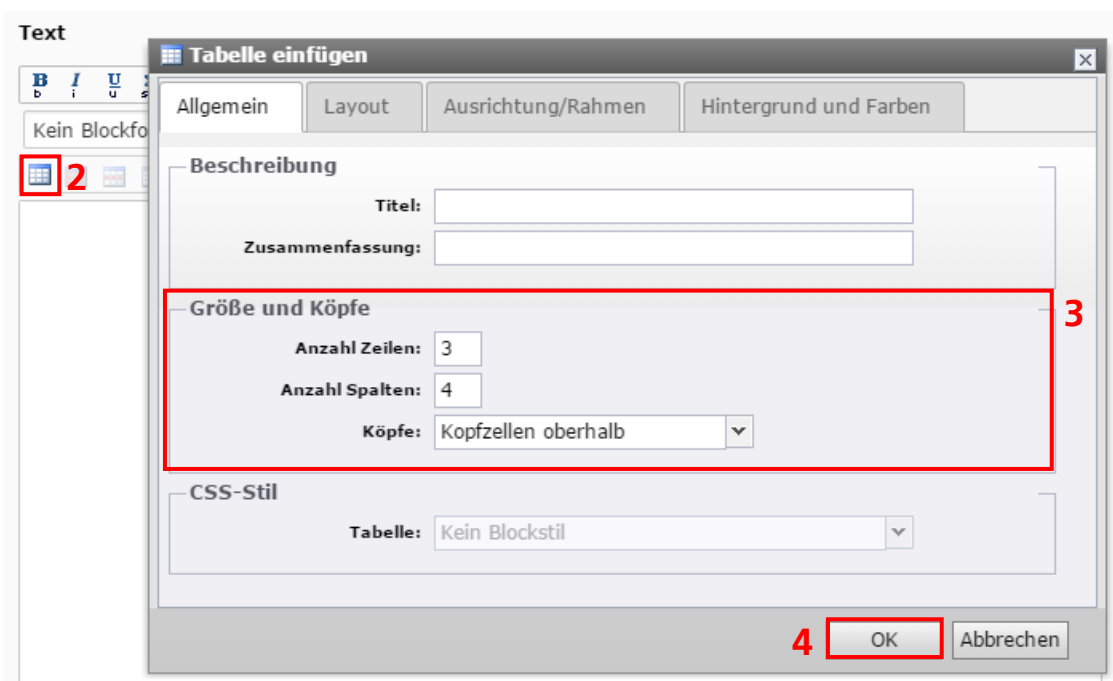 Text
Tabelle einfügen
B I U
b i u s
Allgemein Layout Ausrichtung/Rahmen Hintergrund und Farben
Kein Blockfo
2
Beschreibung
Titel:
Zusammenfassung:
Größe und Köpfe
3
Anzahl Zeilen: 3
Anzahl Spalten: 4
Köpfe: Kopfzellen oberhalb
CSS-Stil
Tabelle: Kein Blockstil
4 OK Abbrechen